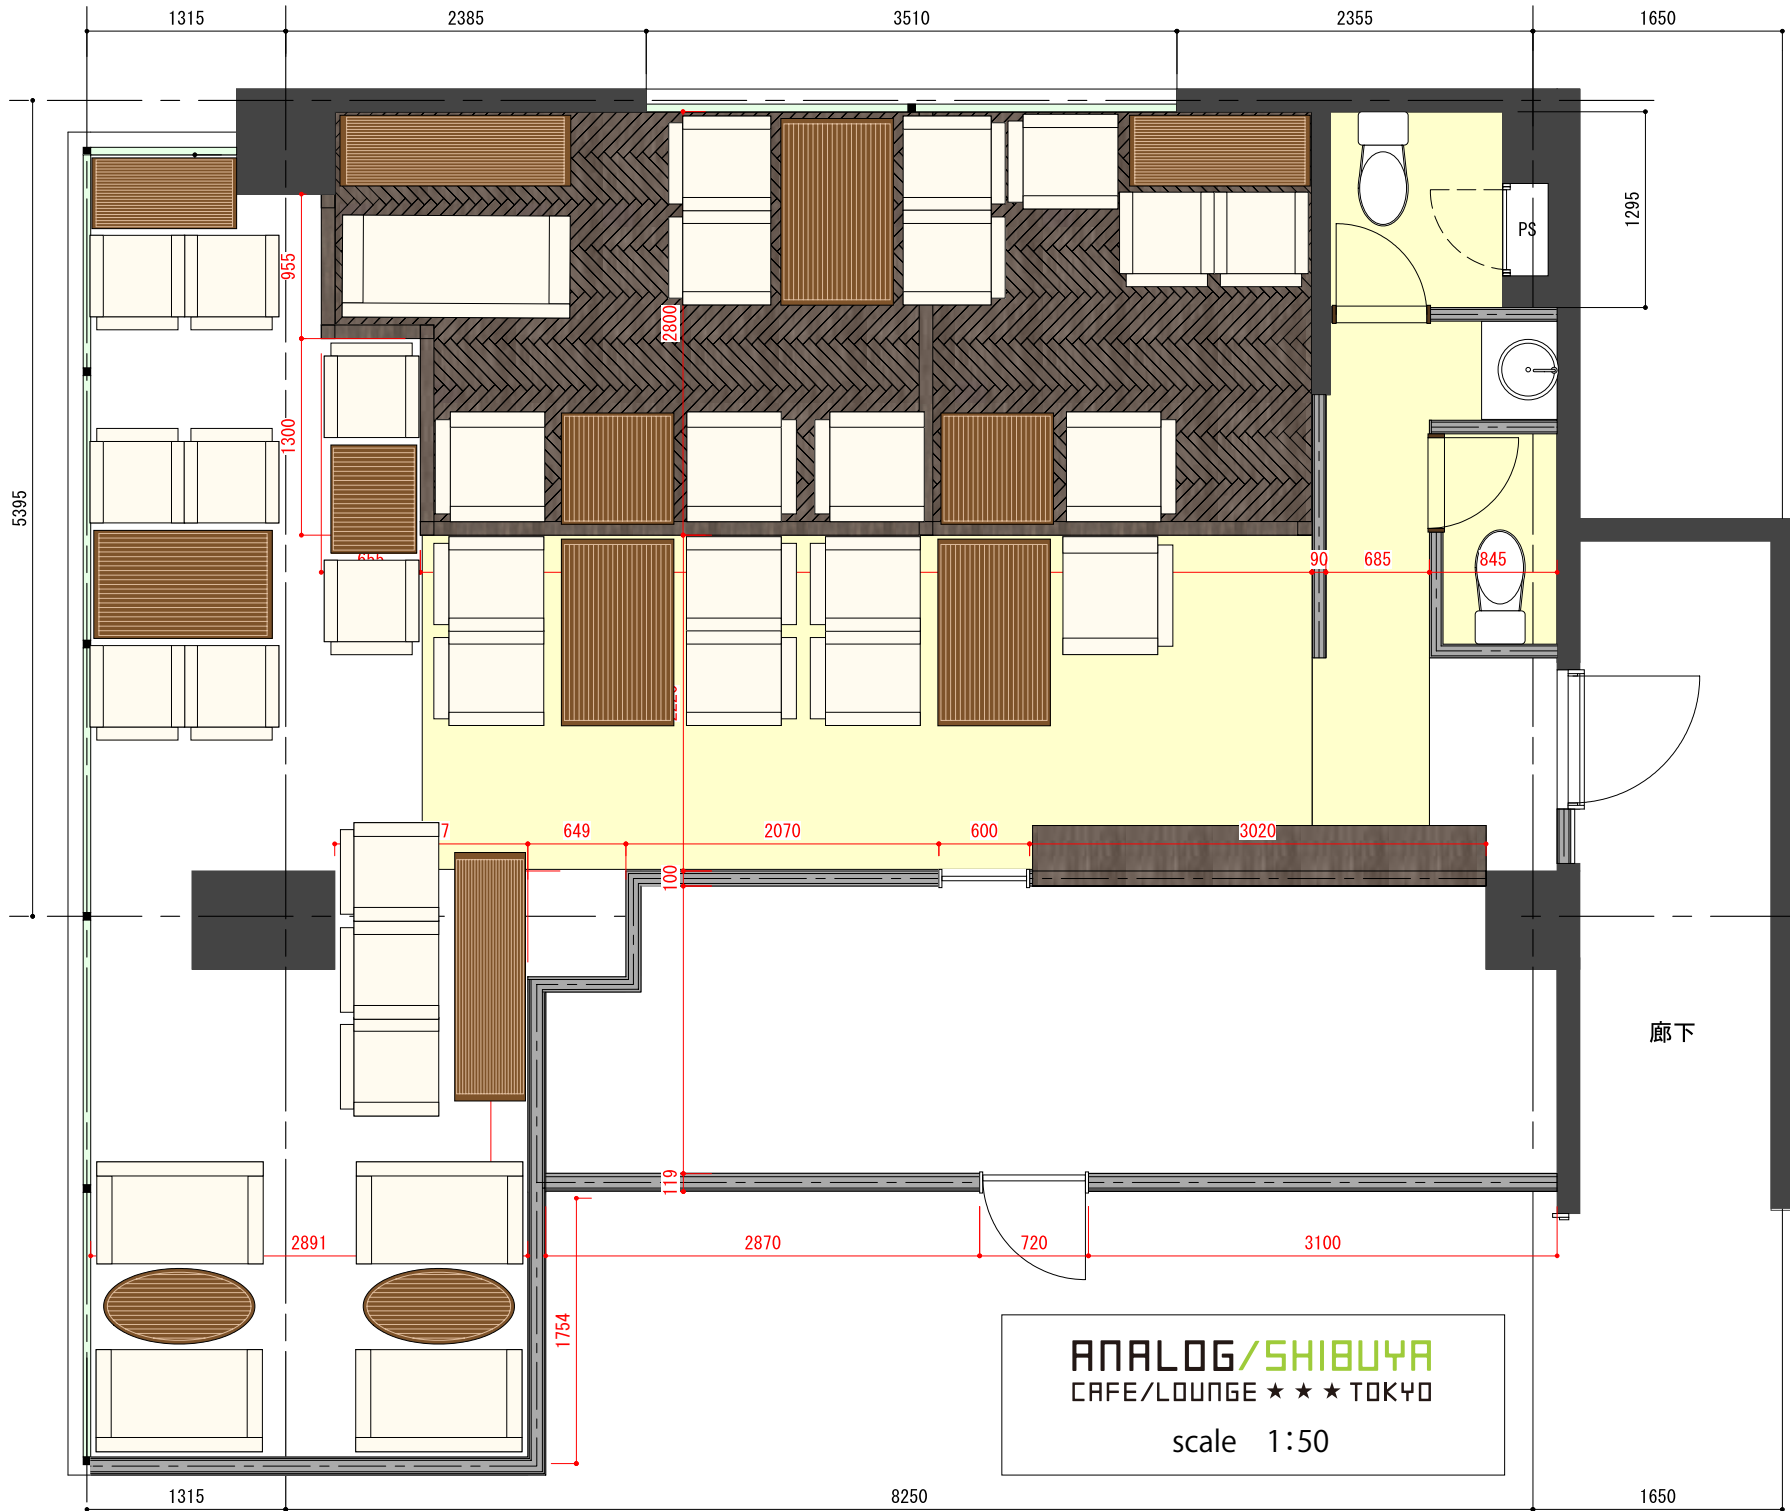 1315 2385 3510 2355 1650
1295
PS
955
2800
1300
5395
655 90 685 845
7 649 2070 600 3020
100
廊下
119
2891 2870 720 3100
1754
ANALOG/SHIBUYA
CAFE/LOUNGE ★ ★ ★ TOKYO
scale 1:50
1315 8250 1650